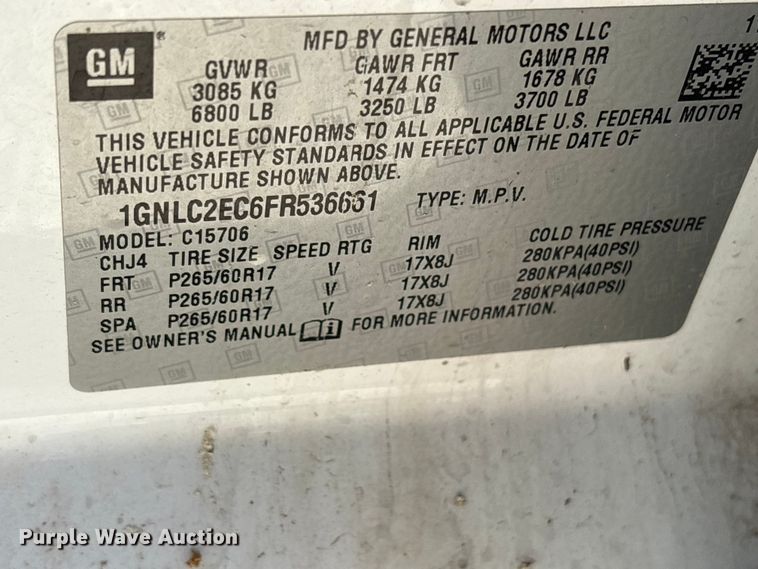 GM
MFD BY GENERAL MOTORS LLC
GVWR GAWR FRT GAWR RR
3085 KG 1474 KG 1678 KG
6800 LB 3250 LB 3700 LB
THIS VEHICLE CONFORMS TO ALL APPLICABLE U.S. FEDERAL MOTOR
VEHICLE SAFETY STANDARDS IN EFFECT ON THE DATE OF
MANUFACTURE SHOWN ABOVE.
1GNLC2EC6FR536661 TYPE: M.P.V.
MODEL: C15706
CHJ4 TIRE SIZE SPEED RTG RIM COLD TIRE PRESSURE
FRT P265/60R17 V 17X8J 280KPA(40PSI)
RR P265/60R17 V 17X8J 280KPA(40PSI)
SPA P265/60R17 V 17X8J 280KPA(40PSI)
SEE OWNER'S MANUAL FOR MORE INFORMATION.
Purple Wave Auction